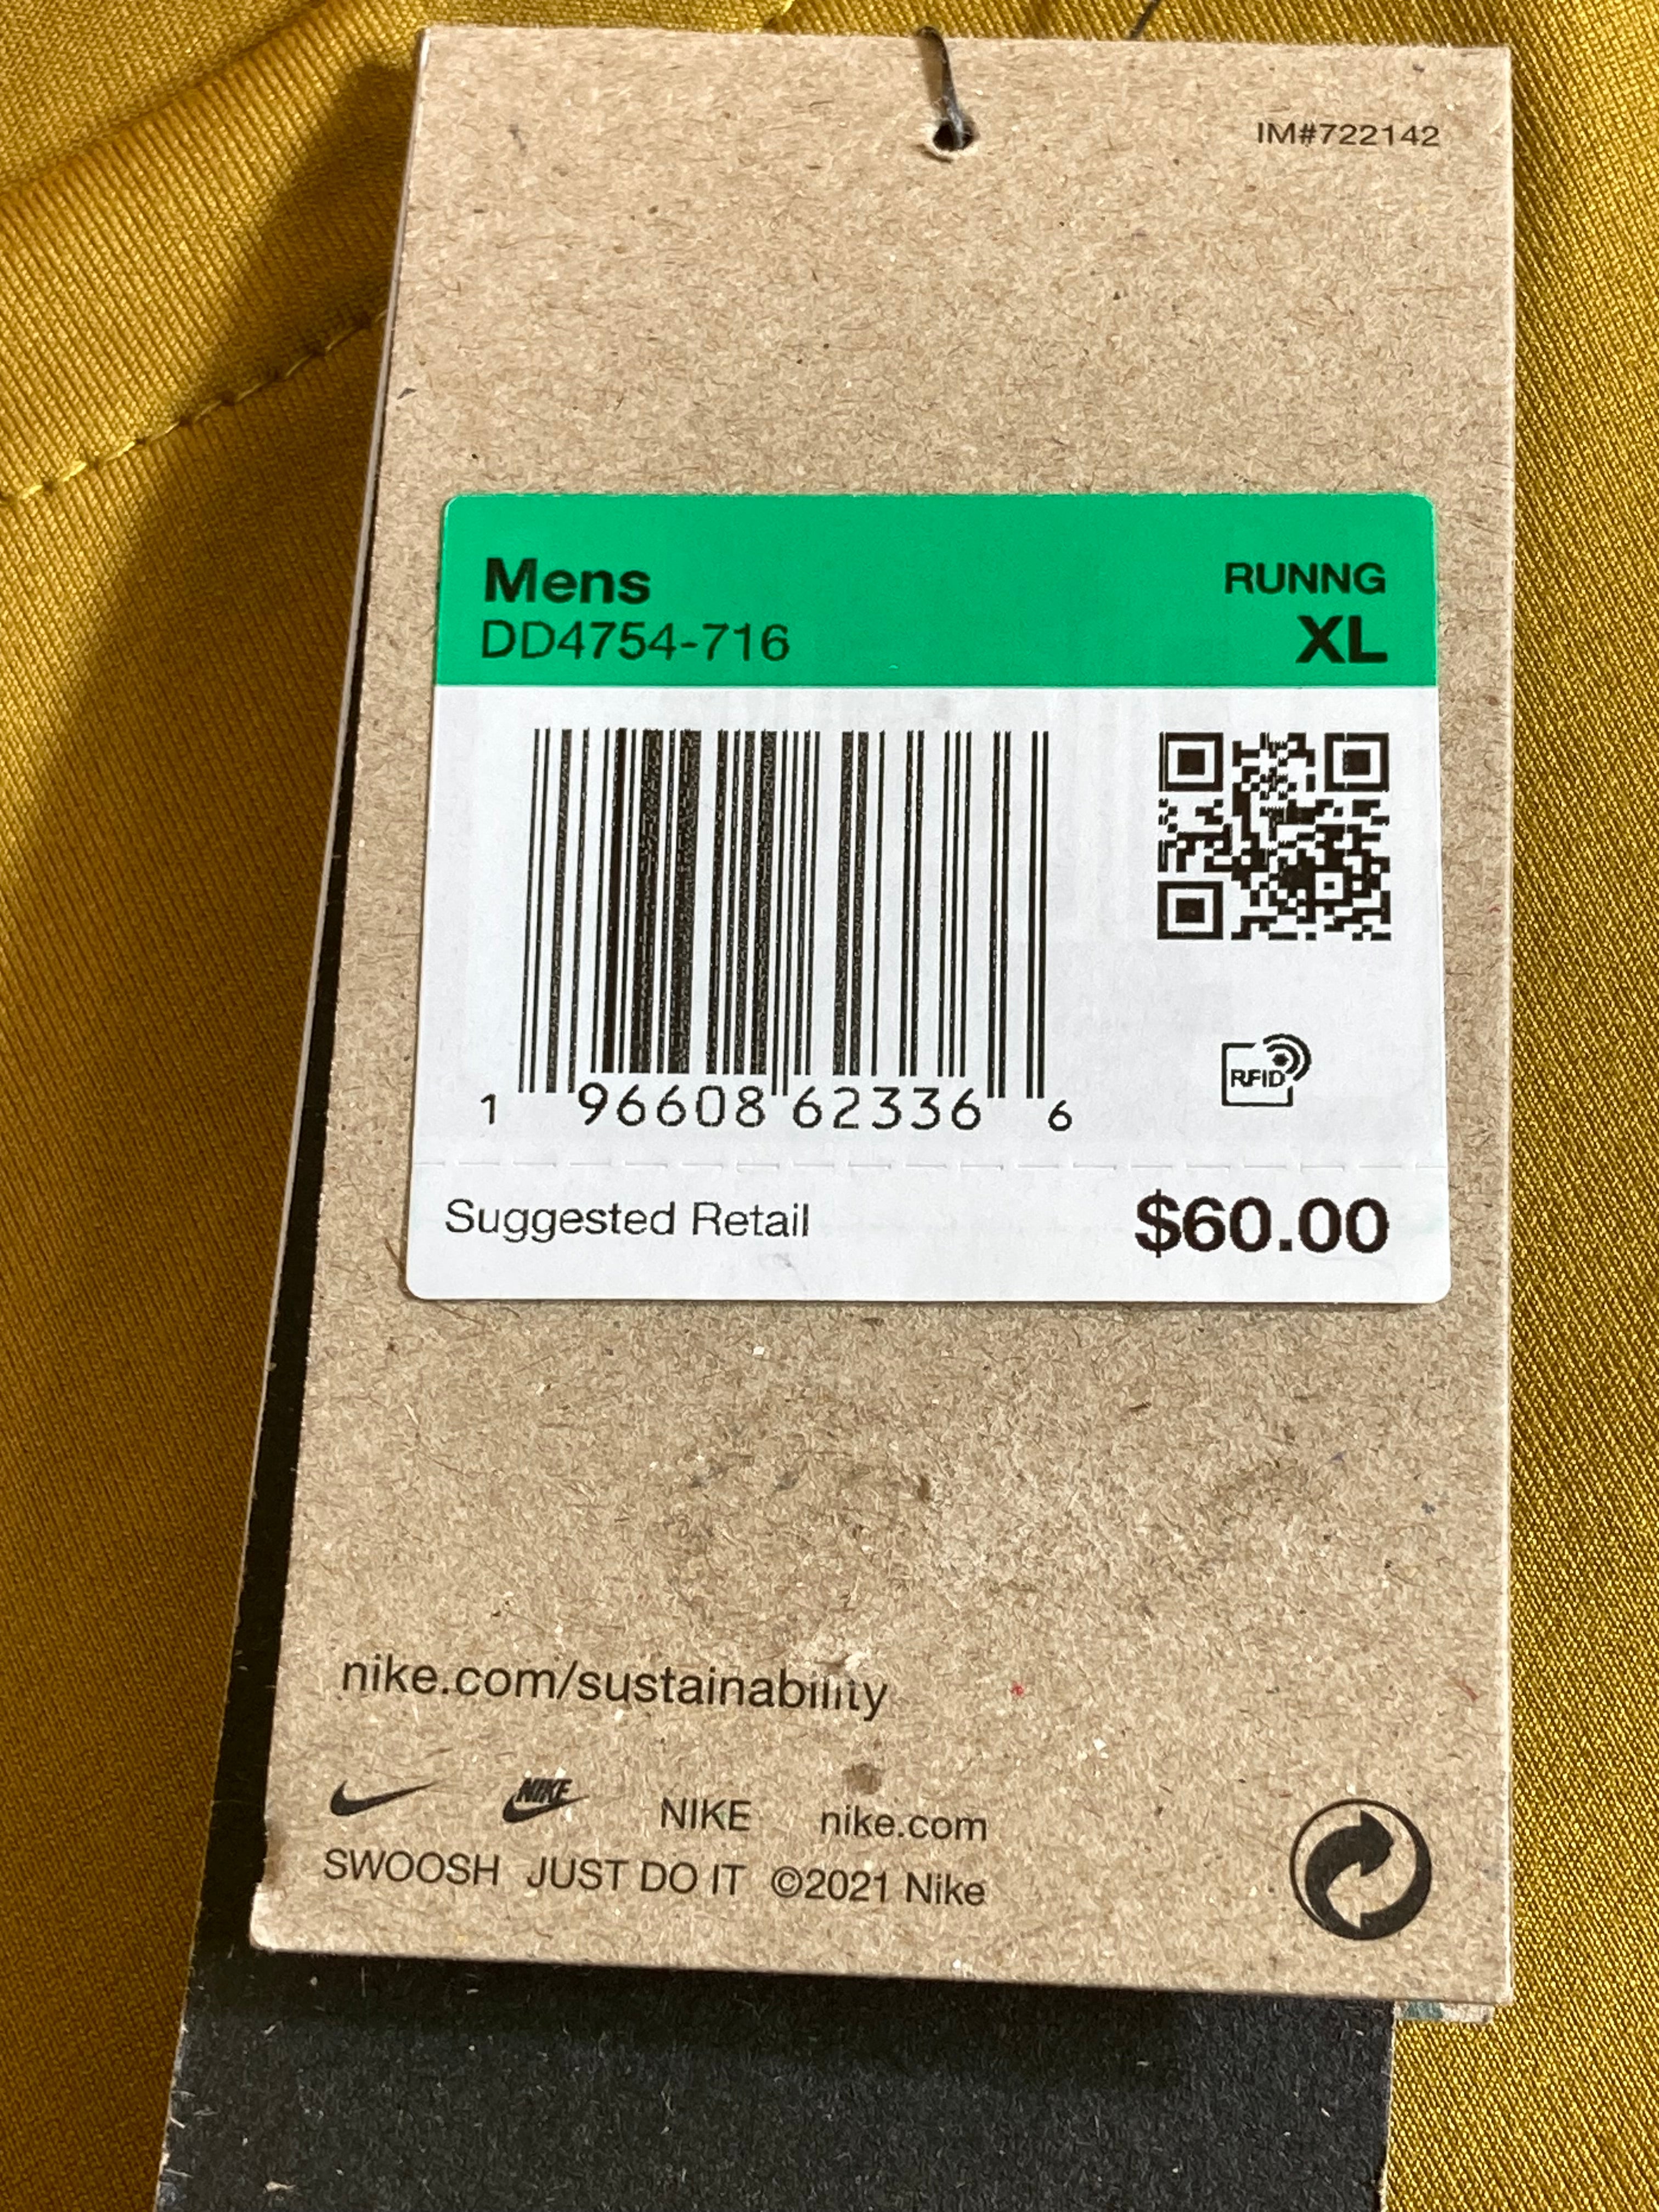 IM#722142
Mens RUNNG
DD4754-716 XL
1 96608 62336 6
RFID
Suggested Retail $60.00
nike.com/sustainability
NIKE NIKE nike.com
SWOOSH JUST DO IT ©2021 Nike